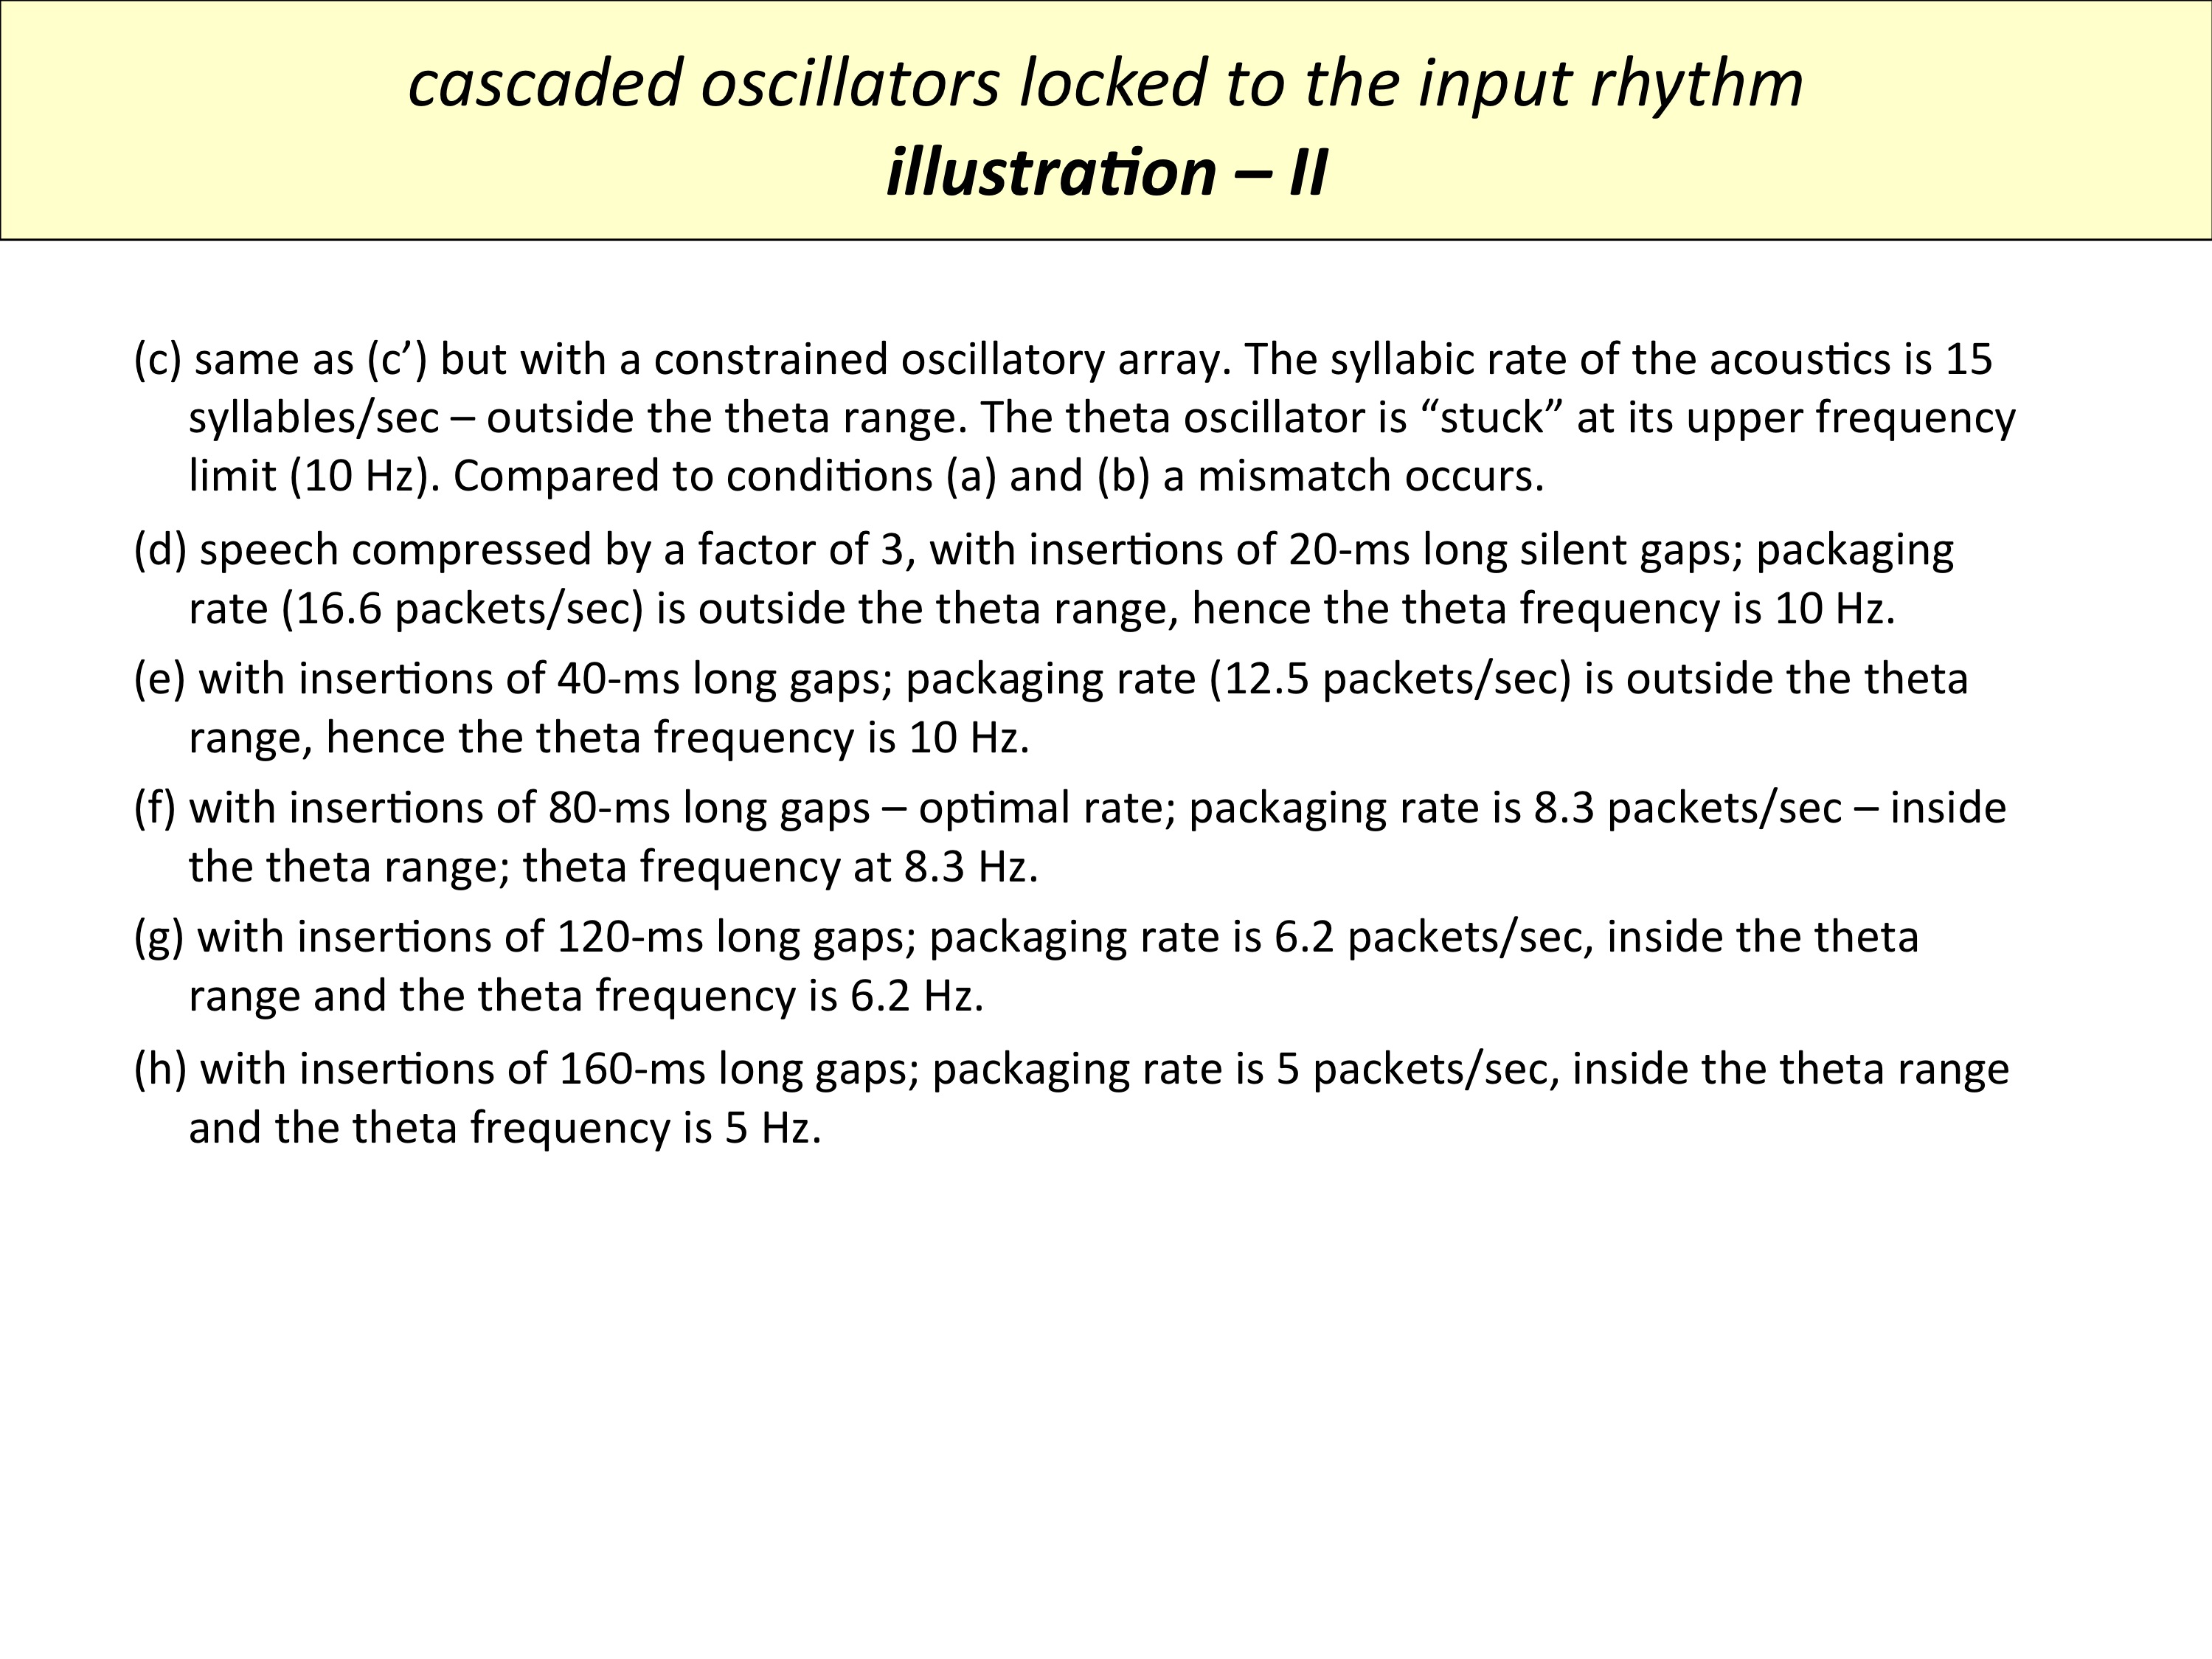 cascaded oscillators locked to the input rhythm
illustration – II
(c) same as (c’) but with a constrained oscillatory array. The syllabic rate of the acoustics is 15
syllables/sec – outside the theta range. The theta oscillator is “stuck” at its upper frequency
limit (10 Hz). Compared to conditions (a) and (b) a mismatch occurs.
(d) speech compressed by a factor of 3, with insertions of 20-ms long silent gaps; packaging
rate (16.6 packets/sec) is outside the theta range, hence the theta frequency is 10 Hz.
(e) with insertions of 40-ms long gaps; packaging rate (12.5 packets/sec) is outside the theta
range, hence the theta frequency is 10 Hz.
(f) with insertions of 80-ms long gaps – optimal rate; packaging rate is 8.3 packets/sec – inside
the theta range; theta frequency at 8.3 Hz.
(g) with insertions of 120-ms long gaps; packaging rate is 6.2 packets/sec, inside the theta
range and the theta frequency is 6.2 Hz.
(h) with insertions of 160-ms long gaps; packaging rate is 5 packets/sec, inside the theta range
and the theta frequency is 5 Hz.